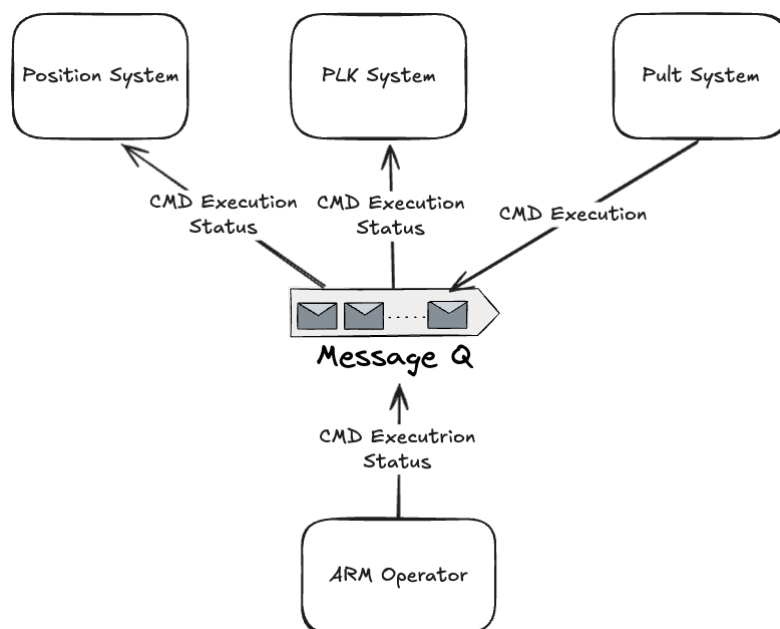 Position System
PLK System
Pult System
CMD Execution
Status
CMD Execution
Status
CMD Execution
Message Q
CMD Executrion
Status
ARM Operator